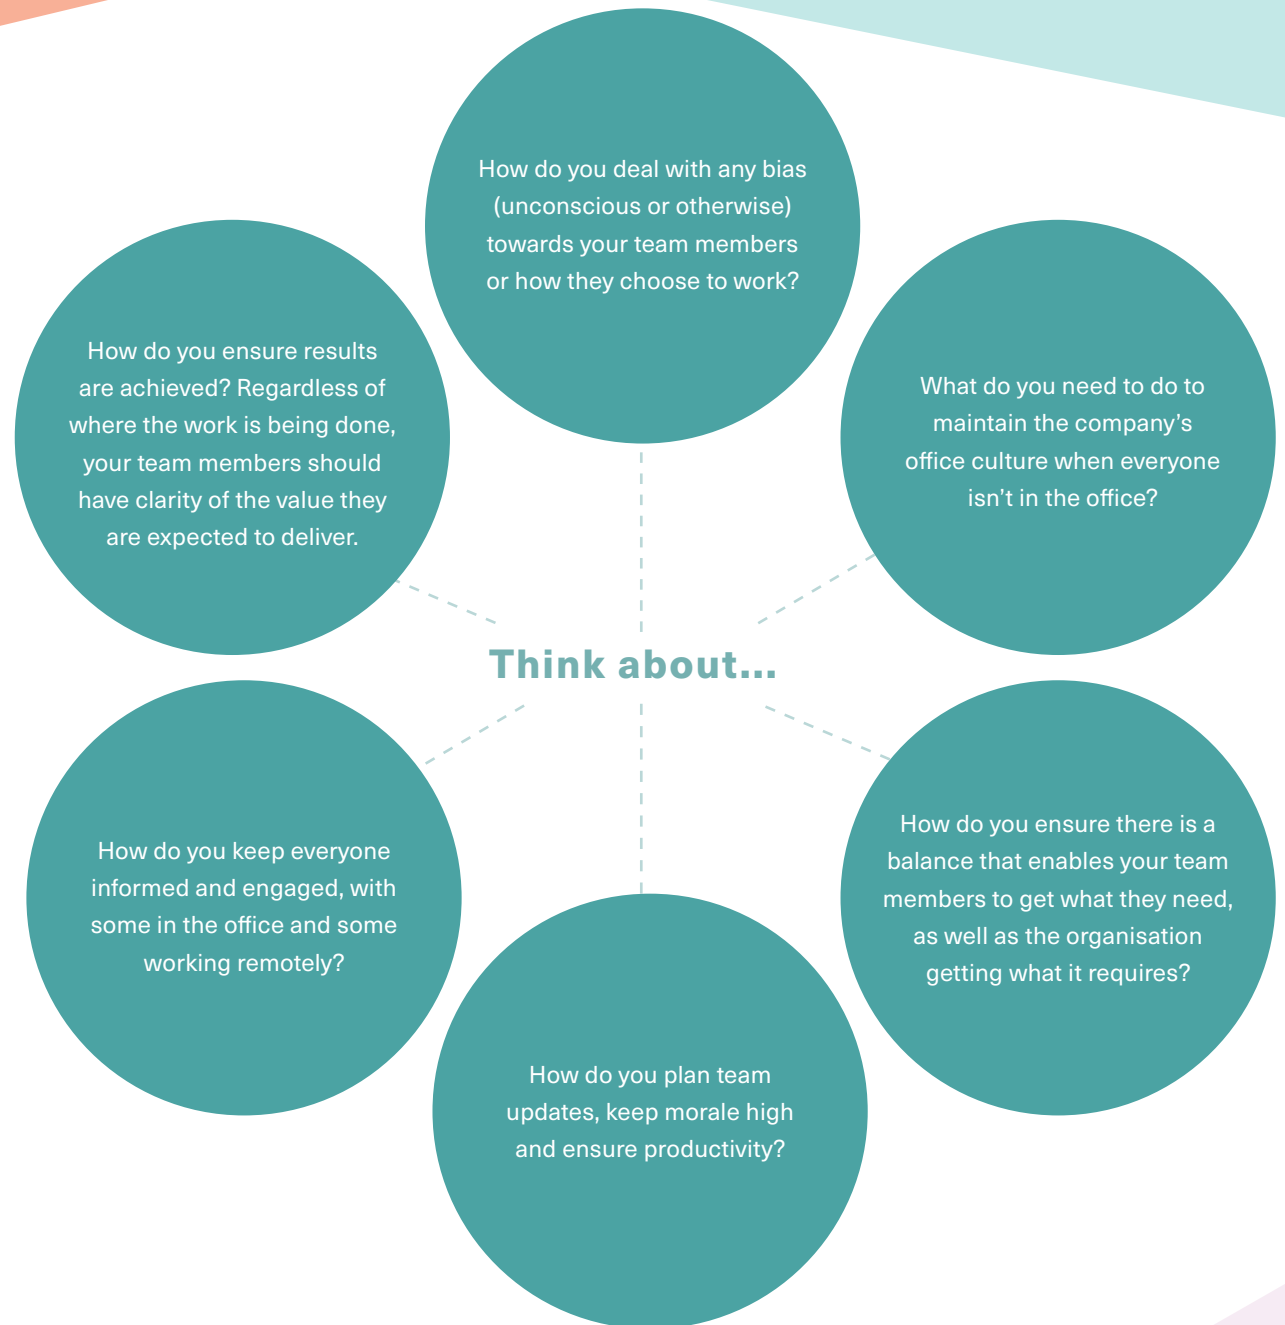 How do you deal with any bias
(unconscious or otherwise)
towards your team members
or how they choose to work?
How do you ensure results
are achieved? Regardless of
where the work is being done,
your team members should
have clarity of the value they
are expected to deliver.
What do you need to do to
maintain the company’s
office culture when everyone
isn't in the office?
Think about...
How do you keep everyone
informed and engaged, with
some in the office and some
working remotely?
How do you ensure there is a
balance that enables your team
members to get what they need,
as well as the organisation
getting what it requires?
How do you plan team
updates, keep morale high
and ensure productivity?